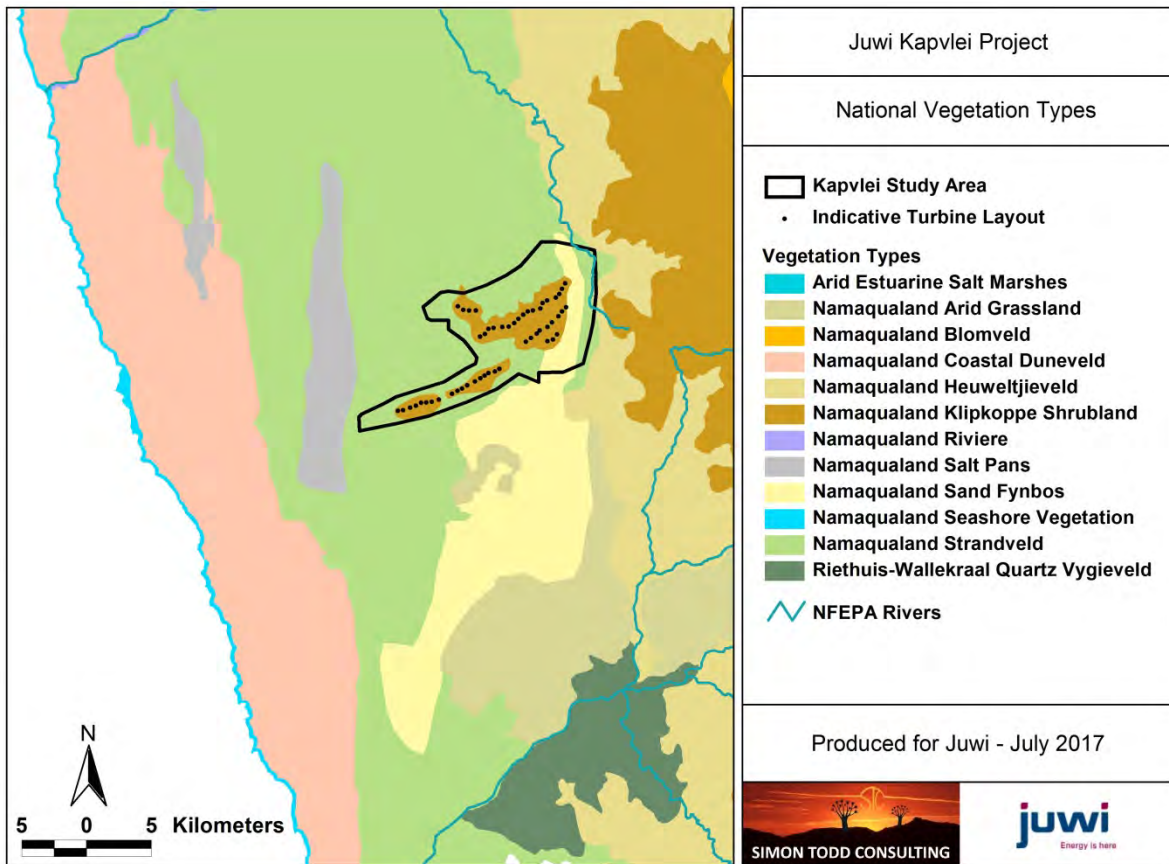 Juwi Kapvlei Project
National Vegetation Types
Kapvlei Study Area
Indicative Turbine Layout
Vegetation Types
Arid Estuarine Salt Marshes
Namaqualand Arid Grassland
Namaqualand Blomveld
Namaqualand Coastal Duneveld
Namaqualand Heuweltjieveld
Namaqualand Klipkoppe Shrubland
Namaqualand Riviere
Namaqualand Salt Pans
Namaqualand Sand Fynbos
Namaqualand Seashore Vegetation
Namaqualand Strandveld
Riethuis-Wallekraal Quartz Vygieveld
NFEPA Rivers
N
5 0 5 Kilometers
Produced for Juwi - July 2017
SIMON TODD CONSULTING
juwi
Energy is here